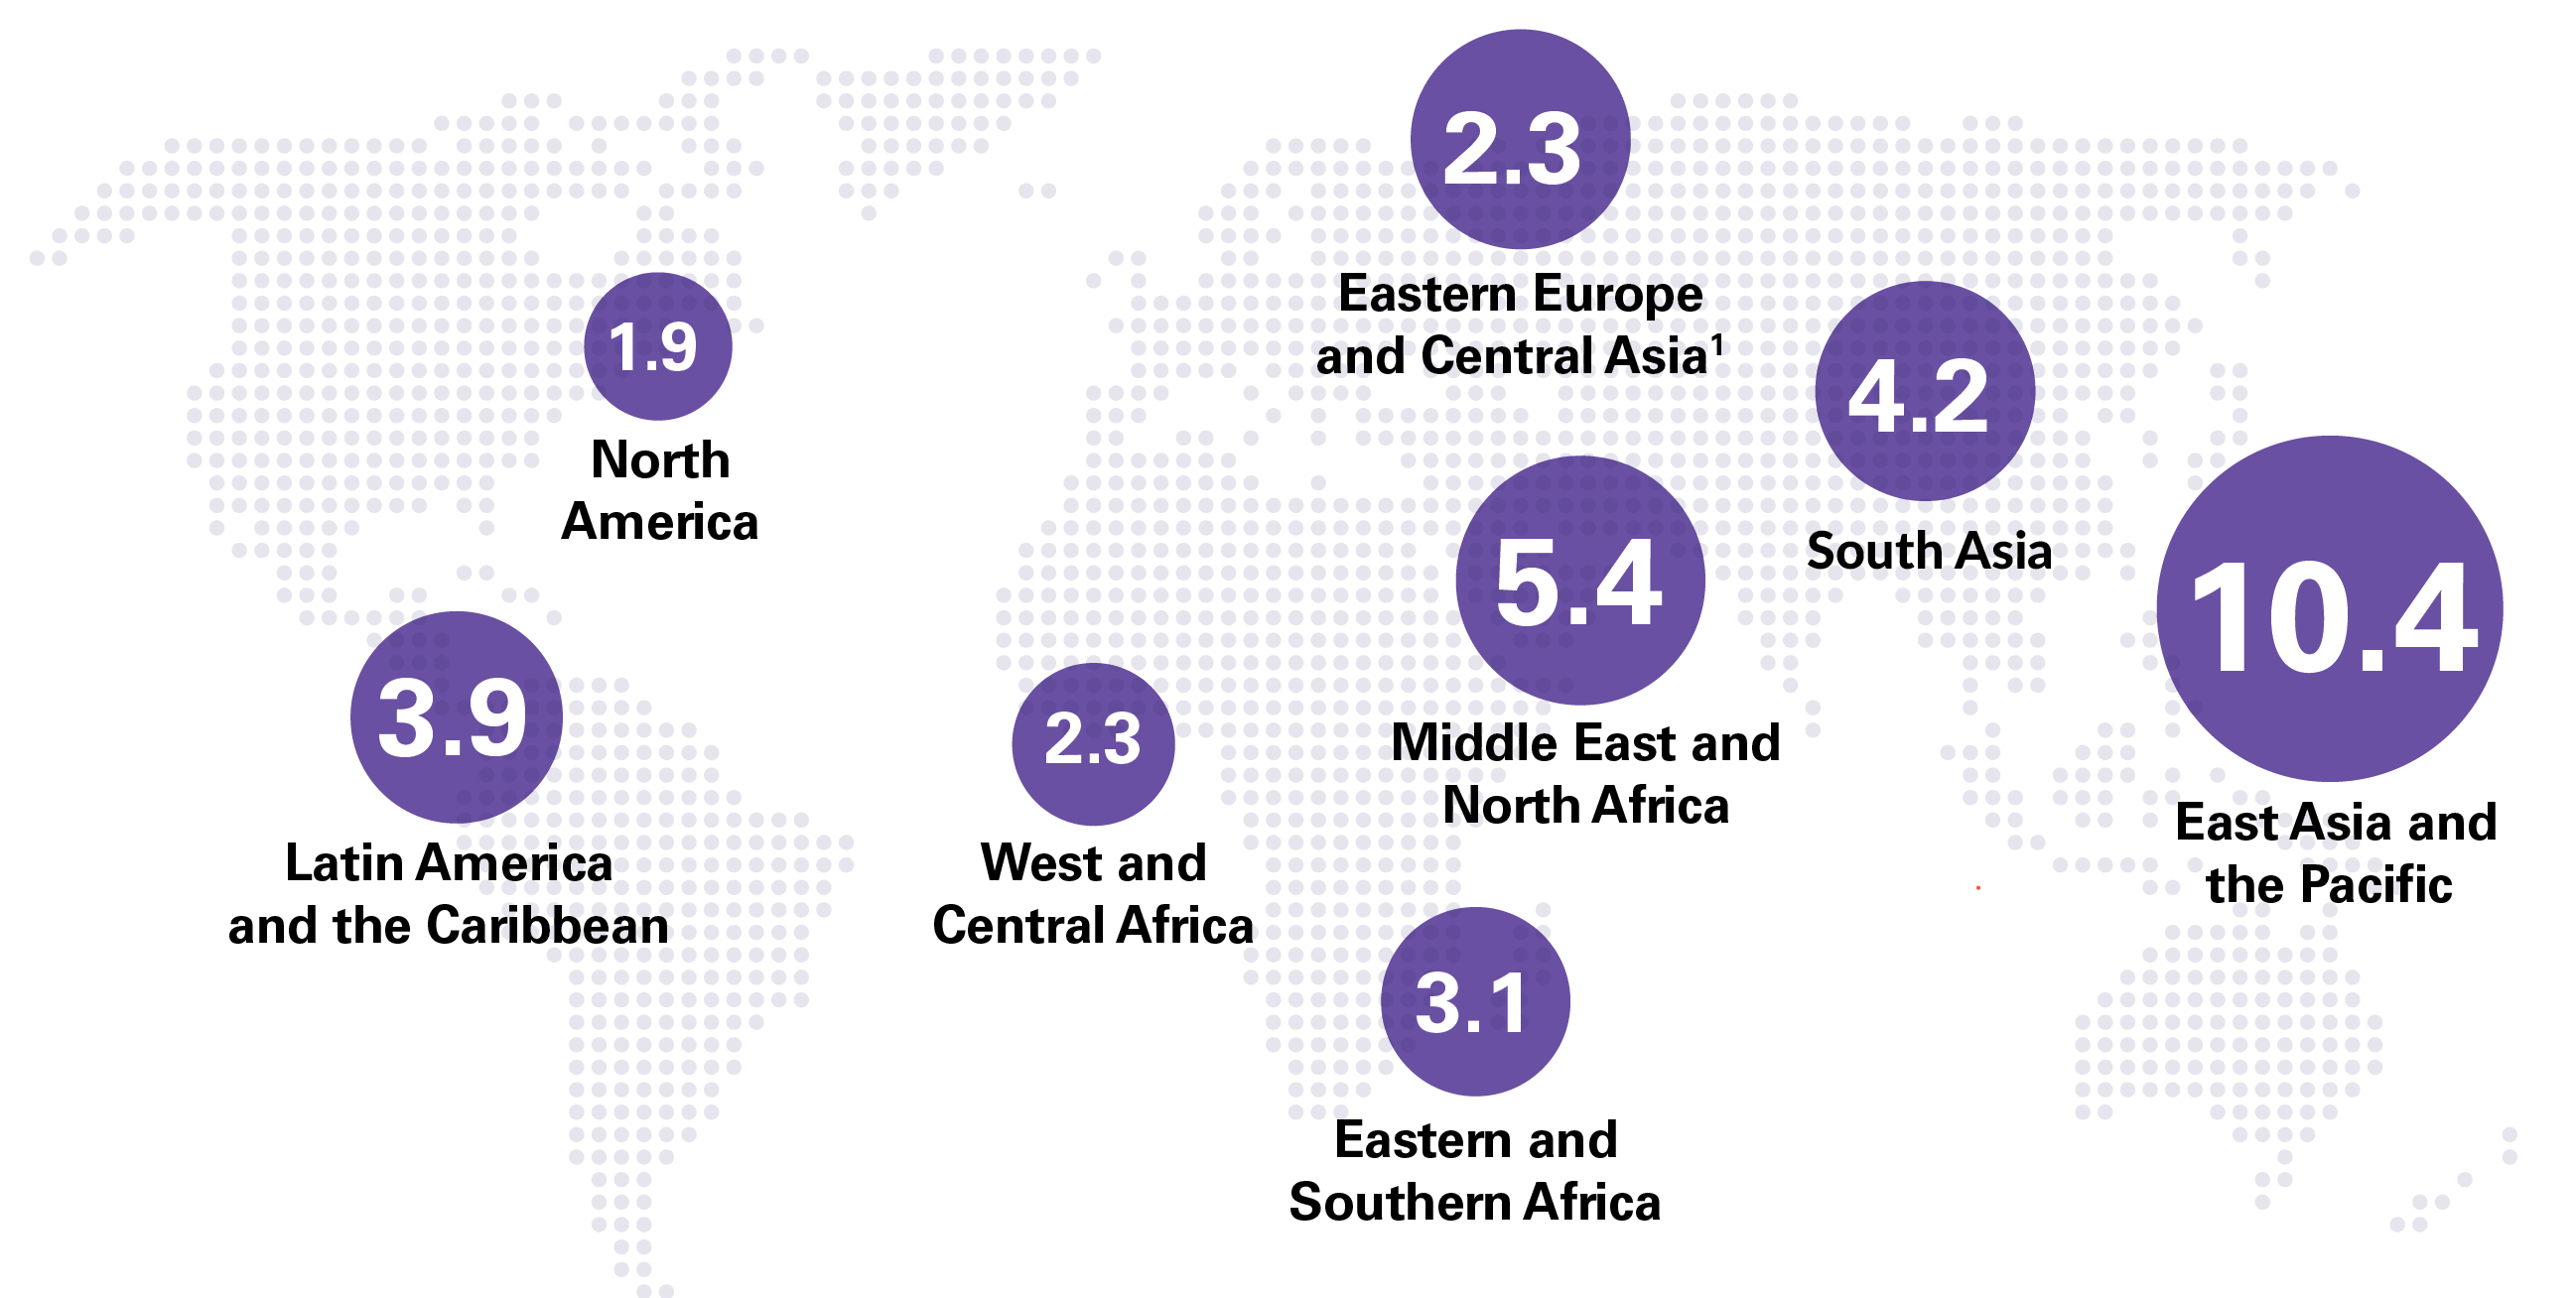 2.3
Eastern Europe
and Central Asia¹
1.9
North
America
4.2
South Asia
5.4
Middle East and
North Africa
10.4
East Asia and
the Pacific
3.9
Latin America
and the Caribbean
2.3
West and
Central Africa
3.1
Eastern and
Southern Africa